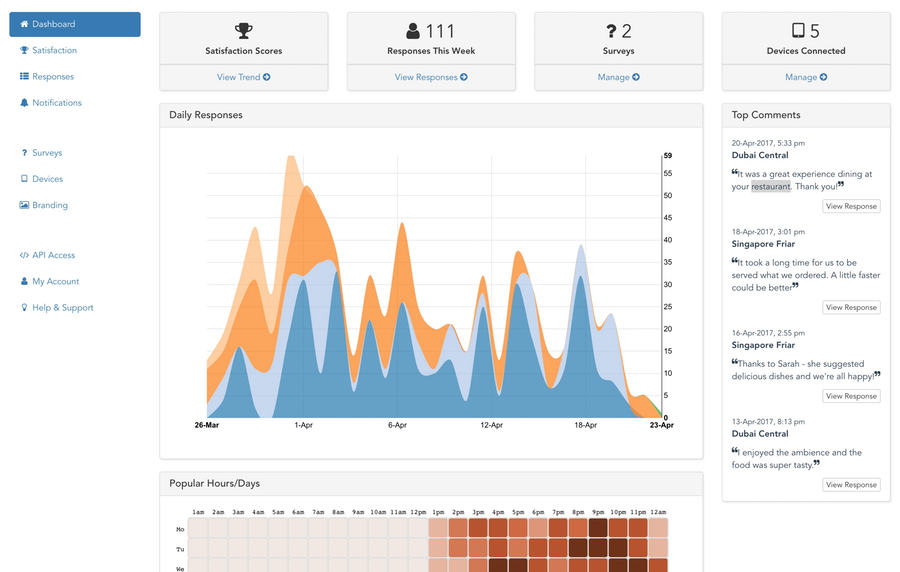 Dashboard
Satisfaction
Responses
Notifications
Surveys
Devices
Branding
API Access
My Account
Help & Support
Satisfaction Scores
View Trend
111
Responses This Week
View Responses
? 2
Surveys
Manage
5
Devices Connected
Manage
Daily Responses
59
55
50
45
40
35
30
25
20
15
10
5
0
26-Mar 1-Apr 6-Apr 12-Apr 18-Apr 23-Apr
Top Comments
20-Apr-2017, 5:33 pm
Dubai Central
❝It was a great experience dining at
your restaurant. Thank you!❞
View Response
18-Apr-2017, 3:01 pm
Singapore Friar
❝It took a long time for us to be
served what we ordered. A little faster
could be better❞
View Response
16-Apr-2017, 2:55 pm
Singapore Friar
❝Thanks to Sarah - she suggested
delicious dishes and we're all happy!❞
View Response
13-Apr-2017, 8:13 pm
Dubai Central
❝I enjoyed the ambience and the
food was super tasty.❞
View Response
Popular Hours/Days
1am 2am 3am 4am 5am 6am 7am 8am 9am 10am 11am 12pm 1pm 2pm 3pm 4pm 5pm 6pm 7pm 8pm 9pm 10pm 11pm 12am
Mo
Tu
We